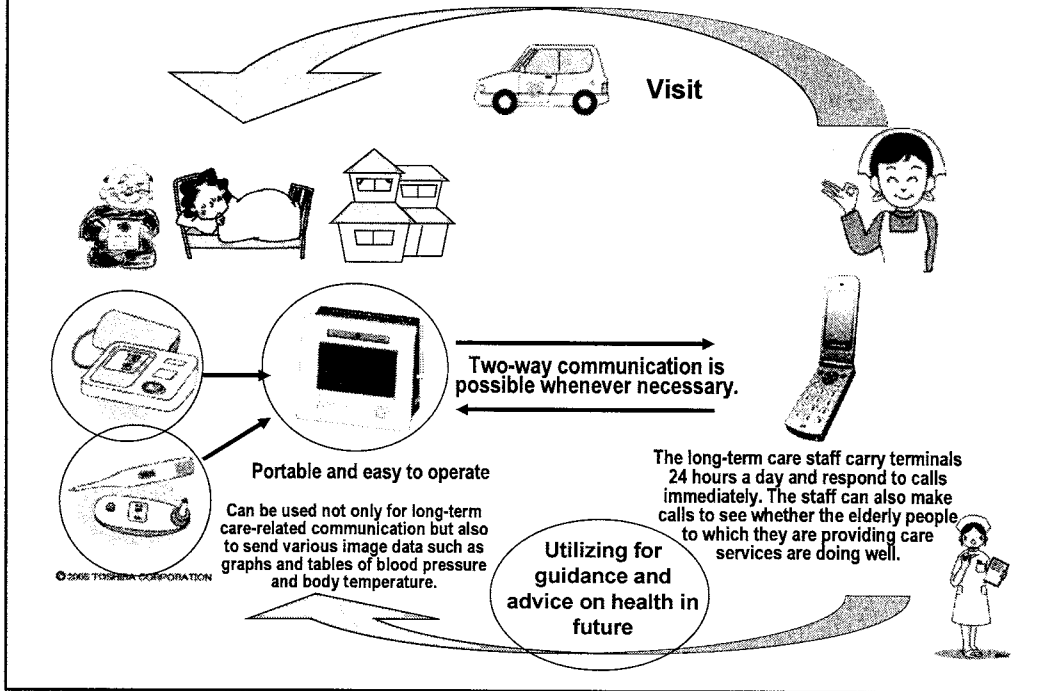 Visit
Two-way communication is
possible whenever necessary.
Portable and easy to operate
Can be used not only for long-term
care-related communication but also
to send various image data such as
graphs and tables of blood pressure
and body temperature.
The long-term care staff carry terminals
24 hours a day and respond to calls
immediately. The staff can also make
calls to see whether the elderly people
to which they are providing care
services are doing well.
Utilizing for
guidance and
advice on health in
future
TOSHIBA CORPORATION